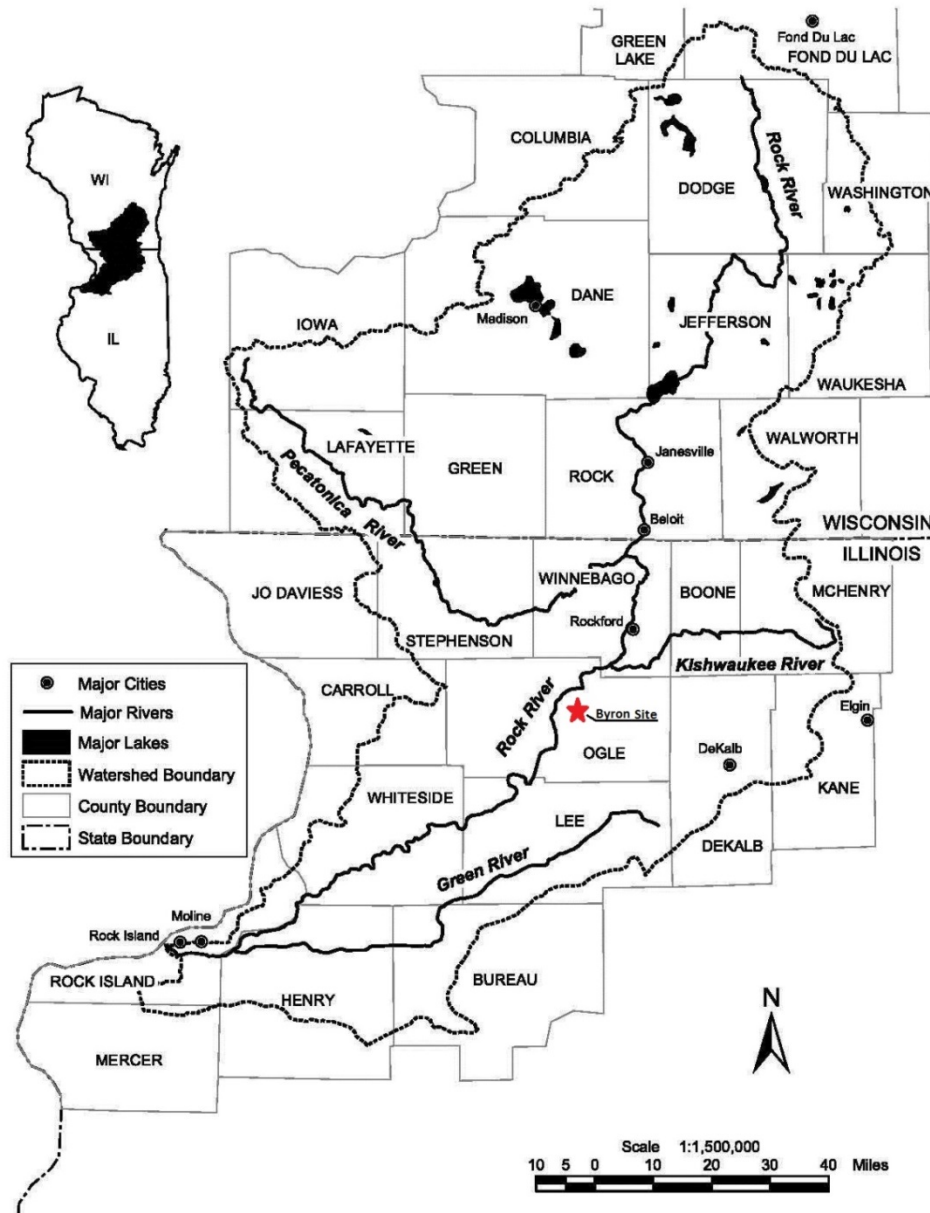 Fond Du Lac
GREEN
LAKE
FOND DU LAC
COLUMBIA
Rock River
WI
DODGE
WASHINGTON
DANE
Madison
IOWA
JEFFERSON
IL
WAUKESHA
LAFAYETTE
WALWORTH
GREEN
ROCK
Janesville
Pecatonica River
Beloit
WISCONSIN
ILLINOIS
WINNEBAGO
BOONE
MCHENRY
JO DAVIESS
Rockford
STEPHENSON
Kishwaukee River
CARROLL
Rock River
Elgin
Byron Site
OGLE
DeKalb
KANE
WHITESIDE
LEE
DEKALB
Green River
Major Cities
Major Rivers
Major Lakes
Watershed Boundary
County Boundary
State Boundary
Moline
Rock Island
ROCK ISLAND
BUREAU
HENRY
MERCER
N
Scale 1:1,500,000
10 5 0 10 20 30 40 Miles